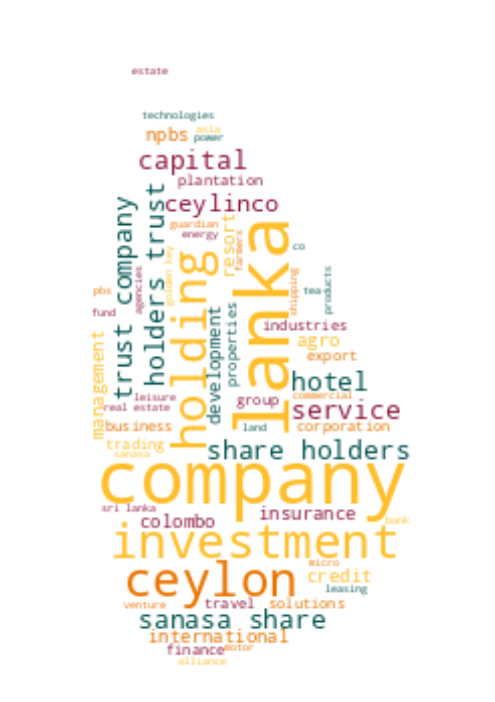 estate
technologies
asia
npbs
power
capital
plantation
ceylinco
guardian
energy
resort
farmers
trust company
holders trust
holding
lanka
golden key
agencies
co
pbs
tea
products
shipping
fund
development
properties
industries
management
agro
export
hotel
leisure
commercial
group
real estate
service
business
land
corporation
trading
share holders
sanasa
company
sri lanka
insurance
colombo
bank
investment
micro
ceylon
credit
leasing
venture
travel
solutions
sanasa share
international
finance
motor
alliance